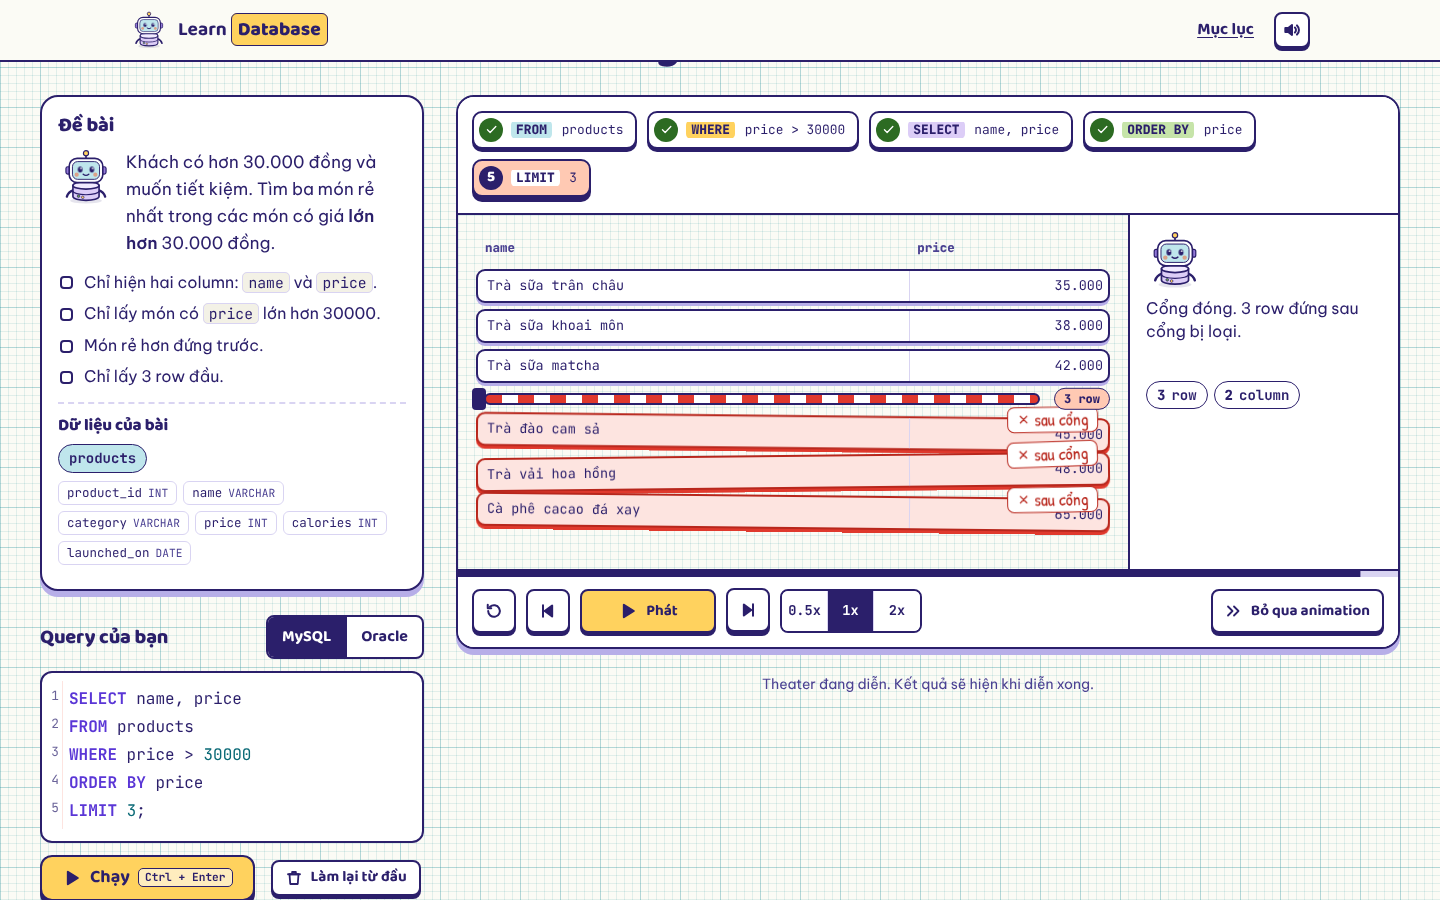 Learn Database
Mục lục
Đề bài
Khách có hơn 30.000 đồng và
muốn tiết kiệm. Tìm ba món rẻ
nhất trong các món có giá lớn
hơn 30.000 đồng.
Chỉ hiện hai column: name và price.
Chỉ lấy món có price lớn hơn 30000.
Món rẻ hơn đứng trước.
Chỉ lấy 3 row đầu.
Dữ liệu của bài
products
product_id INT name VARCHAR
category VARCHAR price INT calories INT
launched_on DATE
Query của bạn
MySQL Oracle
1 SELECT name, price
2 FROM products
3 WHERE price > 30000
4 ORDER BY price
5 LIMIT 3;
Chạy Ctrl + Enter
Làm lại từ đầu
FROM products WHERE price > 30000 SELECT name, price ORDER BY price
5 LIMIT 3
name price
Trà sữa trân châu 35.000
Trà sữa khoai môn 38.000
Trà sữa matcha 42.000
3 row
Trà đào cam sả 45.000
sau cổng
Trà vải hoa hồng 48.000
sau cổng
Cà phê cacao đá xay 65.000
sau cổng
Cổng đóng. 3 row đứng sau
cổng bị loại.
3 row 2 column
Phát
0.5x 1x 2x
Bỏ qua animation
Theater đang diễn. Kết quả sẽ hiện khi diễn xong.